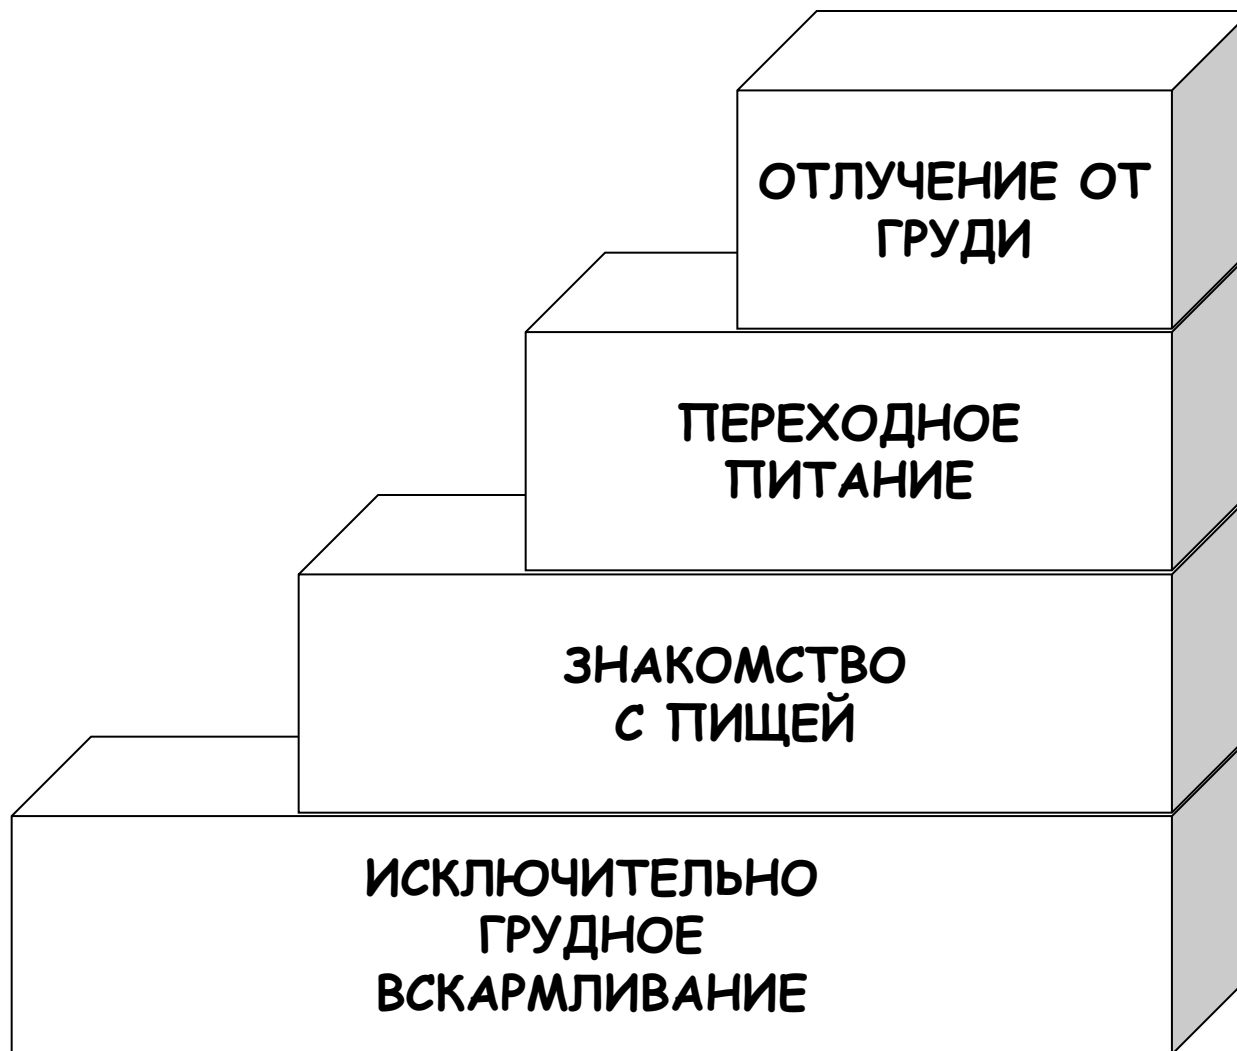 ОТЛУЧЕНИЕ ОТ
ГРУДИ
ПЕРЕХОДНОЕ
ПИТАНИЕ
ЗНАКОМСТВО
С ПИЩЕЙ
ИСКЛЮЧИТЕЛЬНО
ГРУДНОЕ
ВСКАРМЛИВАНИЕ